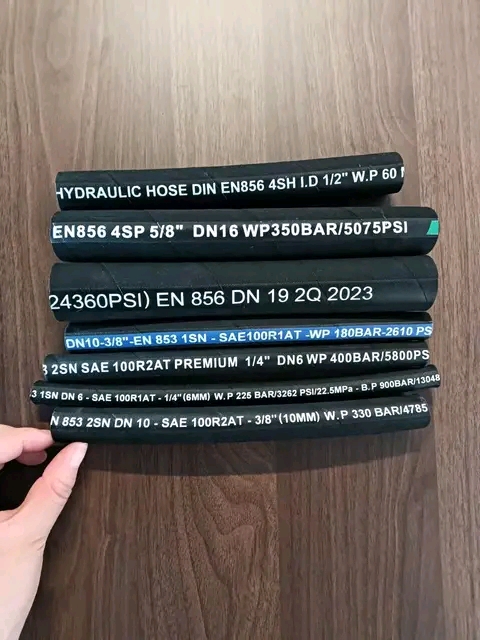 HYDRAULIC HOSE DIN EN856 4SH I.D 1/2" W.P 60
EN856 4SP 5/8" DN16 WP350BAR/5075PSI
24360PSI) EN 856 DN 19 2Q 2023
DN10-3/8"-EN 853 1SN - SAE100R1AT -WP 180BAR-2610 PS
3 2SN SAE 100R2AT PREMIUM 1/4" DN6 WP 400BAR/5800PS
3 1SN DN 6 - SAE 100R1AT - 1/4"(6MM) W.P 225 BAR/3262 PSI/22.5MPa - B.P 900BAR/13048
N 853 2SN DN 10 - SAE 100R2AT - 3/8"(10MM) W.P 330 BAR/4785